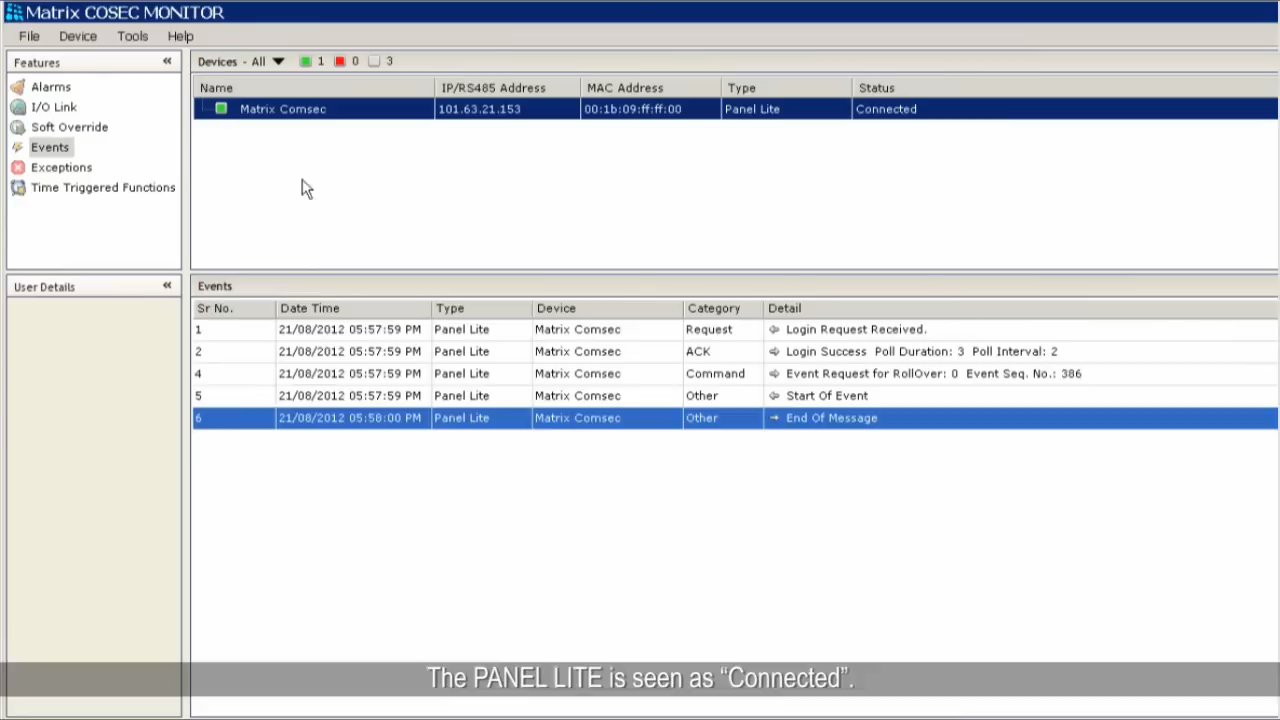 Matrix COSEC MONITOR
File Device Tools Help
Features «
Alarms
I/O Link
Soft Override
Events
Exceptions
Time Triggered Functions
Devices - All 1 0 3
Name IP/RS485 Address MAC Address Type Status
Matrix Comsec 101.63.21.153 00:1b:09:ff:ff:00 Panel Lite Connected
User Details «
Events
Sr No. Date Time Type Device Category Detail
1 21/08/2012 05:57:59 PM Panel Lite Matrix Comsec Request Login Request Received.
2 21/08/2012 05:57:59 PM Panel Lite Matrix Comsec ACK Login Success Poll Duration: 3 Poll Interval: 2
4 21/08/2012 05:57:59 PM Panel Lite Matrix Comsec Command Event Request for RollOver: 0 Event Seq. No.: 386
5 21/08/2012 05:57:59 PM Panel Lite Matrix Comsec Other Start Of Event
6 21/08/2012 05:58:00 PM Panel Lite Matrix Comsec Other End Of Message
The PANEL LITE is seen as “Connected”.